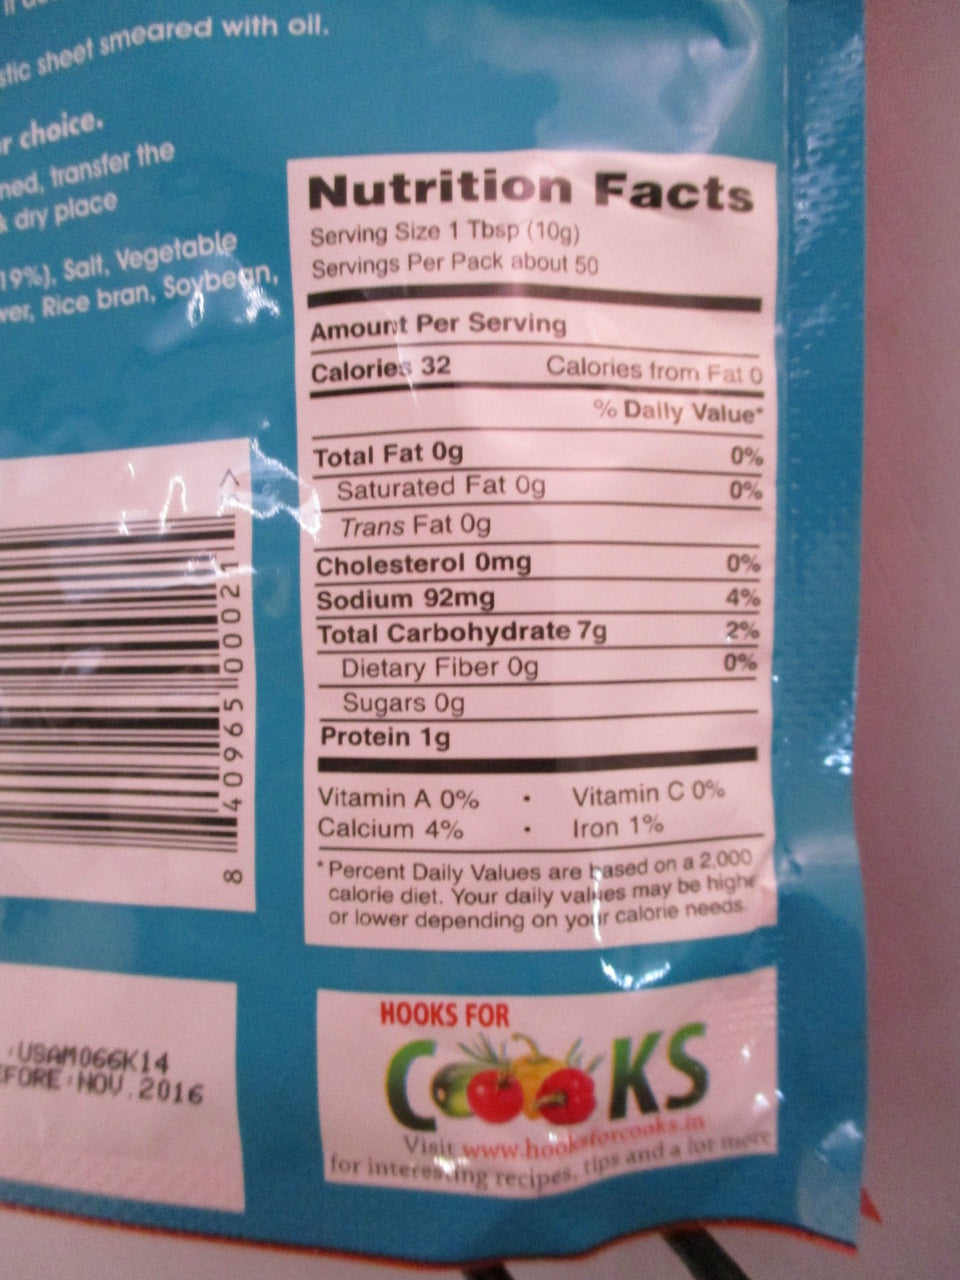 stic sheet smeared with oil.
r choice.
ned, transfer the
& dry place
19%), Salt, Vegetable
wer, Rice bran, Soybean,
Nutrition Facts
Serving Size 1 Tbsp (10g)
Servings Per Pack about 50
Amount Per Serving
Calories 32 Calories from Fat 0
% Daily Value*
Total Fat 0g 0%
Saturated Fat 0g 0%
Trans Fat 0g
Cholesterol 0mg 0%
Sodium 92mg 4%
Total Carbohydrate 7g 2%
Dietary Fiber 0g 0%
Sugars 0g
Protein 1g
Vitamin A 0% • Vitamin C 0%
Calcium 4% • Iron 1%
*Percent Daily Values are based on a 2,000
calorie diet. Your daily values may be highe
or lower depending on your calorie needs.
8 40965 00021 >
USAM066K14
EFORE : NOV. 2016
HOOKS FOR
COOKS
Visit www.hooksforcooks.in
for interesting recipes, tips and a lot more